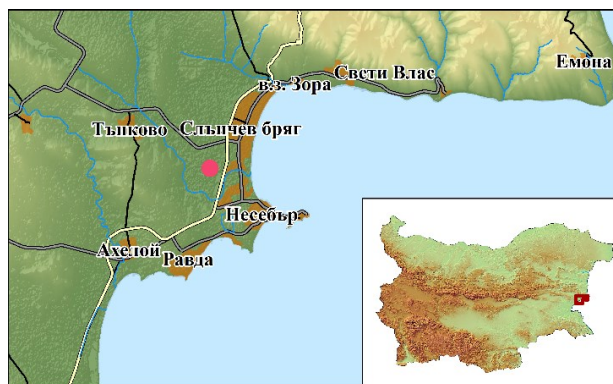 Емона
Свети Влас
в.з. Зора
Тънково
Слънчев бряг
Несебър
Ахелой
Равда